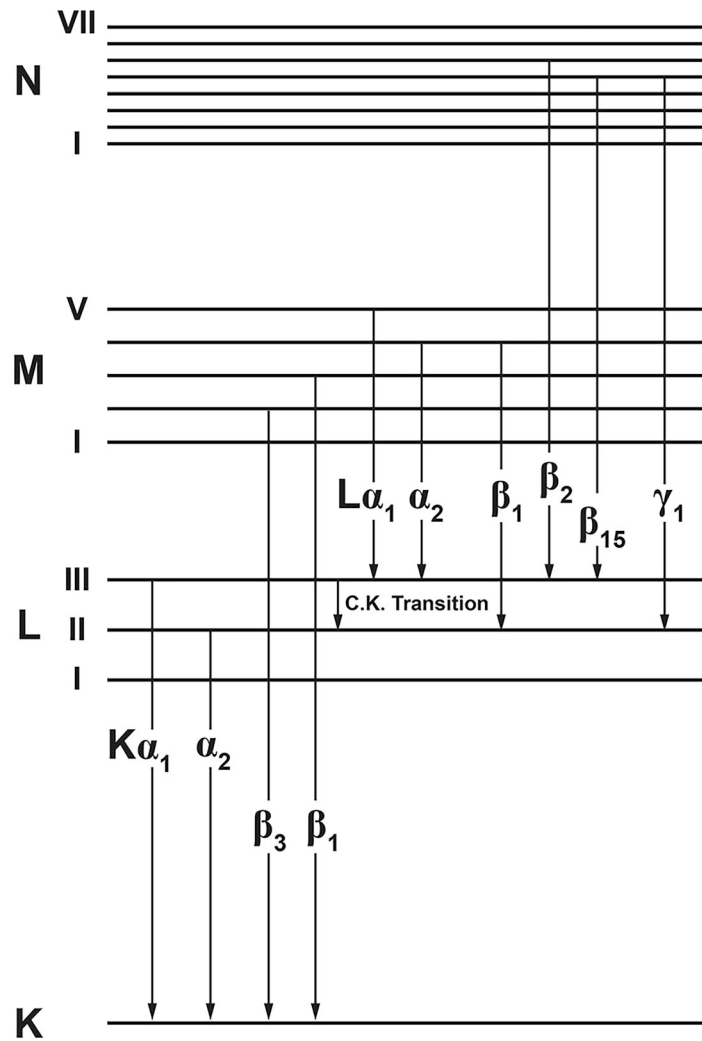 VII
N
I
V
M
I
Lα₁ α₂ β₁ β₂ β₁₅ γ₁
III
C.K. Transition
L II
I
Kα₁ α₂
β₃ β₁
K